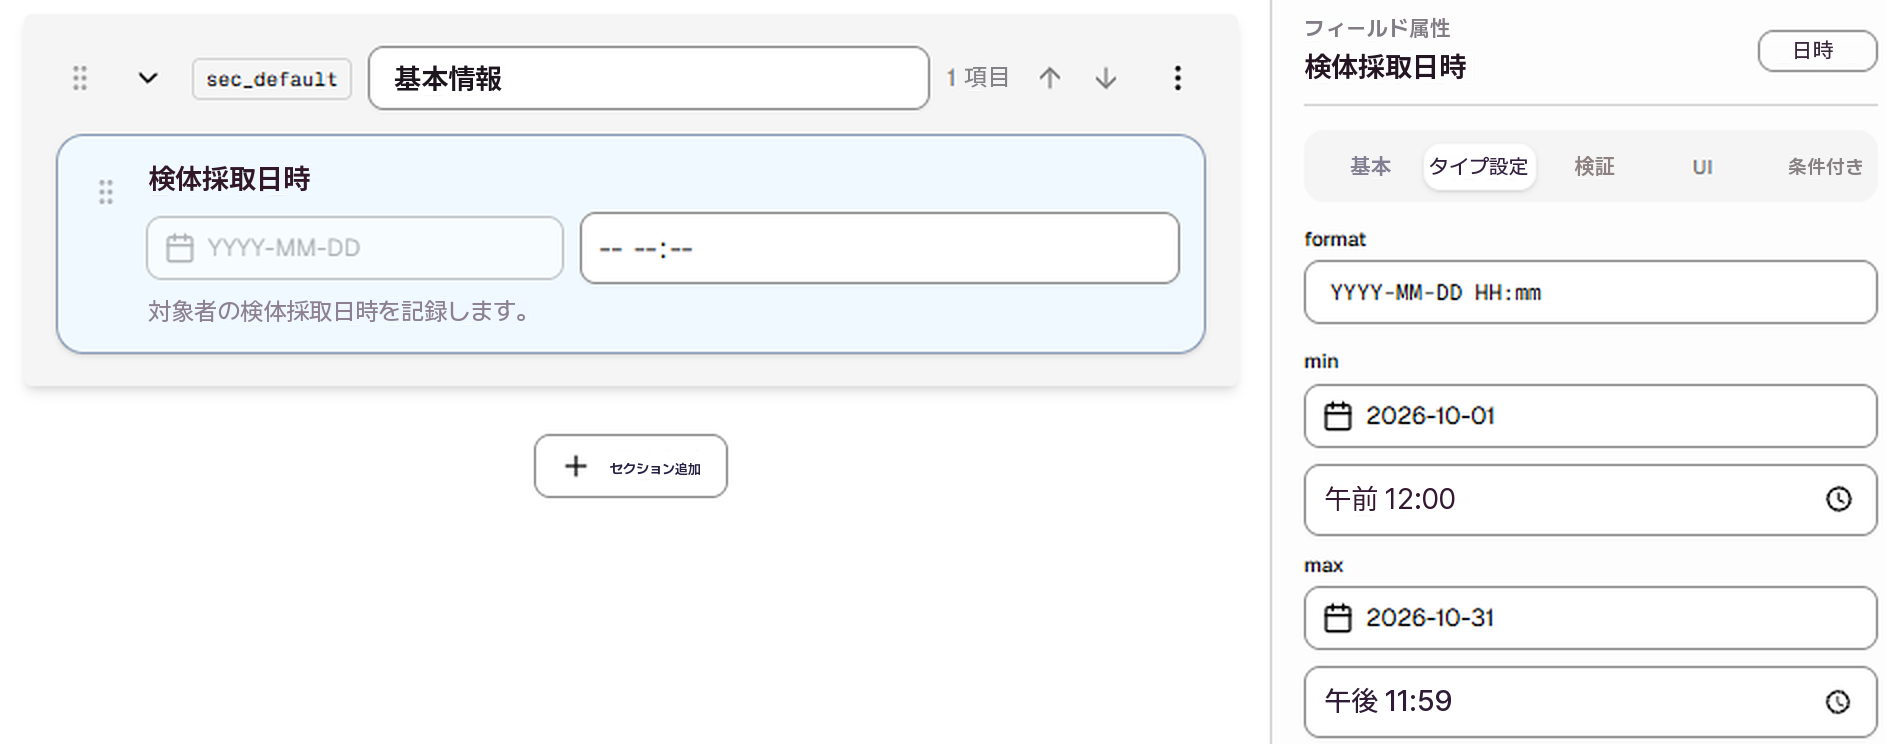 sec_default
基本情報
1 項目
検体採取日時
YYYY-MM-DD
-- --:--
対象者の検体採取日時を記録します。
セクション追加
フィールド属性
検体採取日時
日時
基本 タイプ設定 検証 UI 条件付き
format
YYYY-MM-DD HH:mm
min
2026-10-01
午前 12:00
max
2026-10-31
午後 11:59